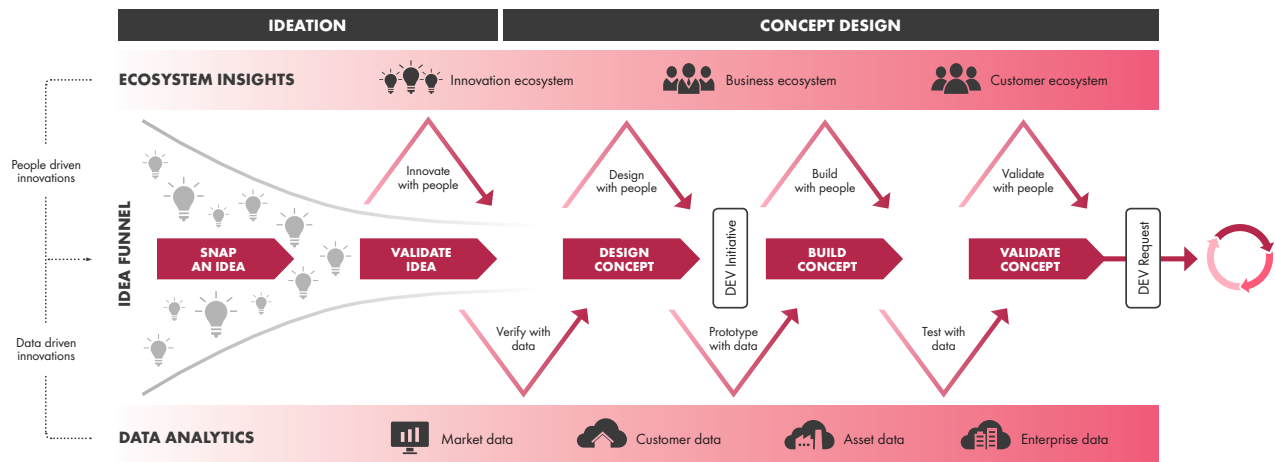 IDEATION
CONCEPT DESIGN
ECOSYSTEM INSIGHTS
Innovation ecosystem
Business ecosystem
Customer ecosystem
People driven
innovations
Data driven
innovations
IDEA FUNNEL
Innovate
with people
Design
with people
Build
with people
Validate
with people
SNAP
AN IDEA
VALIDATE
IDEA
DESIGN
CONCEPT
DEV Initiative
BUILD
CONCEPT
VALIDATE
CONCEPT
DEV Request
Verify with
data
Prototype
with data
Test with
data
DATA ANALYTICS
Market data
Customer data
Asset data
Enterprise data